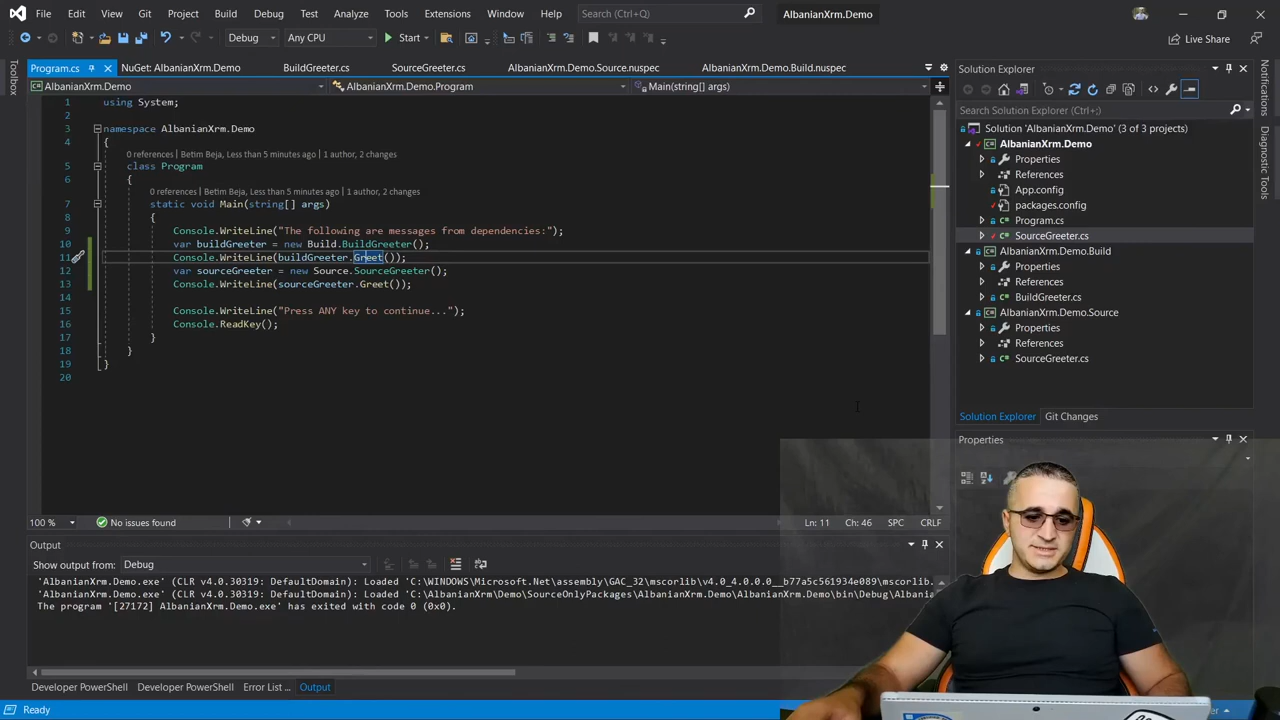 File Edit View Git Project Build Debug Test Analyze Tools Extensions Window Help Search (Ctrl+Q) AlbanianXrm.Demo
Debug Any CPU Start Live Share
Program.cs NuGet: AlbanianXrm.Demo BuildGreeter.cs SourceGreeter.cs AlbanianXrm.Demo.Source.nuspec AlbanianXrm.Demo.Build.nuspec
AlbanianXrm.Demo AlbanianXrm.Demo.Program Main(string[] args)
Toolbox
1 using System;
2
3 namespace AlbanianXrm.Demo
4 {
0 references | Betim Beja, Less than 5 minutes ago | 1 author, 2 changes
5 class Program
6 {
0 references | Betim Beja, Less than 5 minutes ago | 1 author, 2 changes
7 static void Main(string[] args)
8 {
9 Console.WriteLine("The following are messages from dependencies:");
10 var buildGreeter = new Build.BuildGreeter();
11 Console.WriteLine(buildGreeter.Greet());
12 var sourceGreeter = new Source.SourceGreeter();
13 Console.WriteLine(sourceGreeter.Greet());
14
15 Console.WriteLine("Press ANY key to continue...");
16 Console.ReadKey();
17 }
18 }
19 }
20
100 % No issues found Ln: 11 Ch: 46 SPC CRLF
Output
Show output from: Debug
'AlbanianXrm.Demo.exe' (CLR v4.0.30319: DefaultDomain): Loaded 'C:\WINDOWS\Microsoft.Net\assembly\GAC_32\mscorlib\v4.0_4.0.0.0__b77a5c561934e089\mscorlib.
'AlbanianXrm.Demo.exe' (CLR v4.0.30319: DefaultDomain): Loaded 'C:\AlbanianXrm\Demo\SourceOnlyPackages\AlbanianXrm.Demo\AlbanianXrm.Demo\bin\Debug\Albania
The program '[27172] AlbanianXrm.Demo.exe' has exited with code 0 (0x0).
Developer PowerShell Developer PowerShell Error List ... Output
Ready
Solution Explorer
Search Solution Explorer (Ctrl+;)
Solution 'AlbanianXrm.Demo' (3 of 3 projects)
AlbanianXrm.Demo
Properties
References
App.config
packages.config
Program.cs
SourceGreeter.cs
AlbanianXrm.Demo.Build
Properties
References
BuildGreeter.cs
AlbanianXrm.Demo.Source
Properties
References
SourceGreeter.cs
Solution Explorer Git Changes
Properties
Notifications
Diagnostic Tools